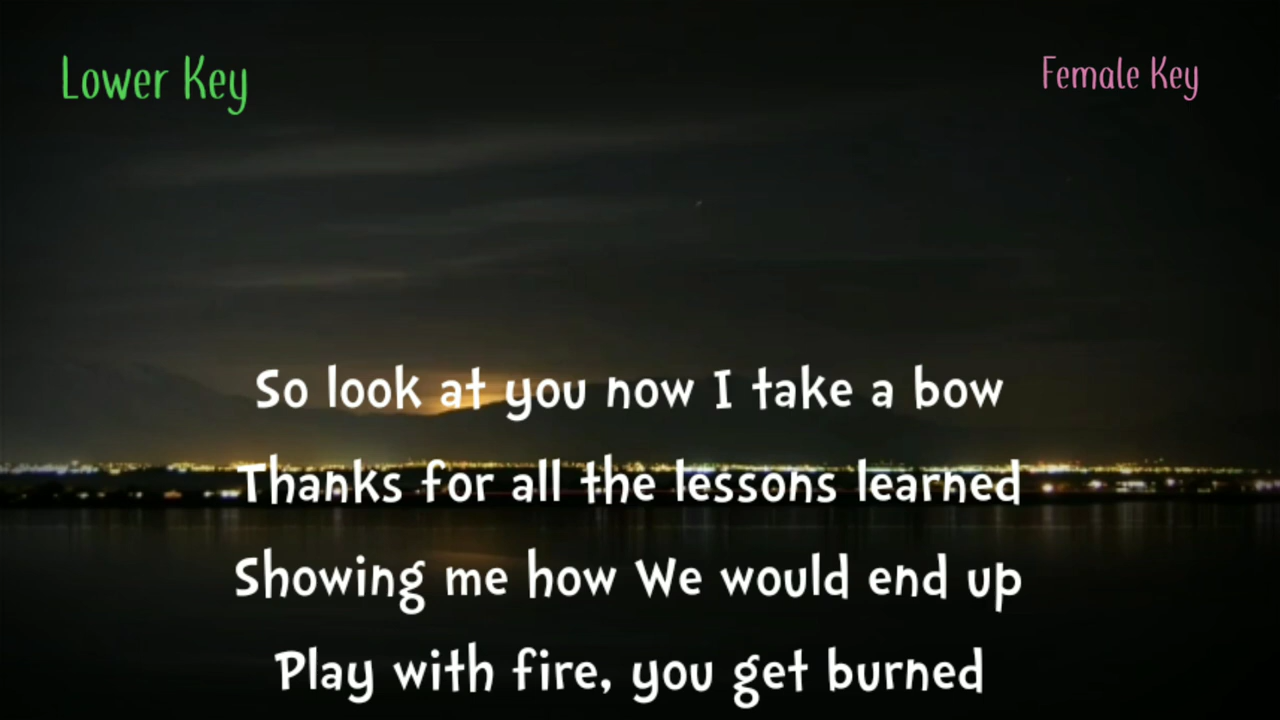 Lower Key
Female Key
So look at you now I take a bow
Thanks for all the lessons learned
Showing me how We would end up
Play with fire, you get burned